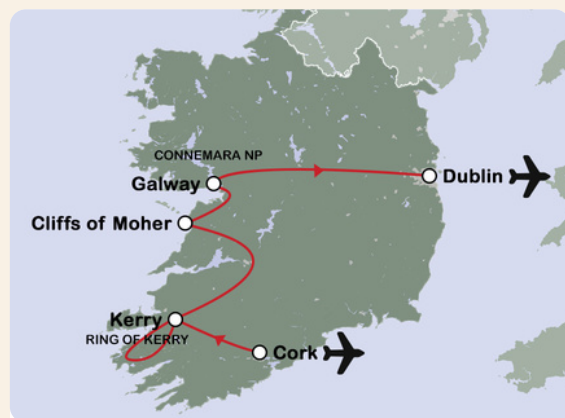 CONNEMARA NP
Galway
Dublin
Cliffs of Moher
Kerry
RING OF KERRY
Cork